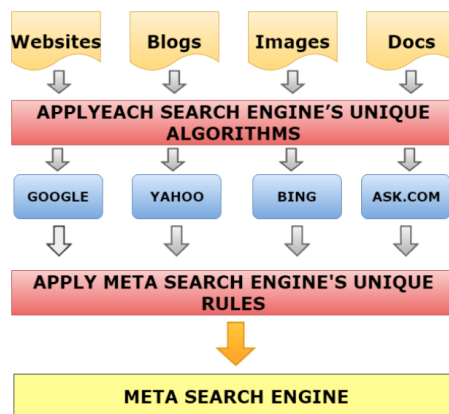 Websites Blogs Images Docs
APPLYEACH SEARCH ENGINE'S UNIQUE
ALGORITHMS
GOOGLE YAHOO BING ASK.COM
APPLY META SEARCH ENGINE'S UNIQUE
RULES
META SEARCH ENGINE